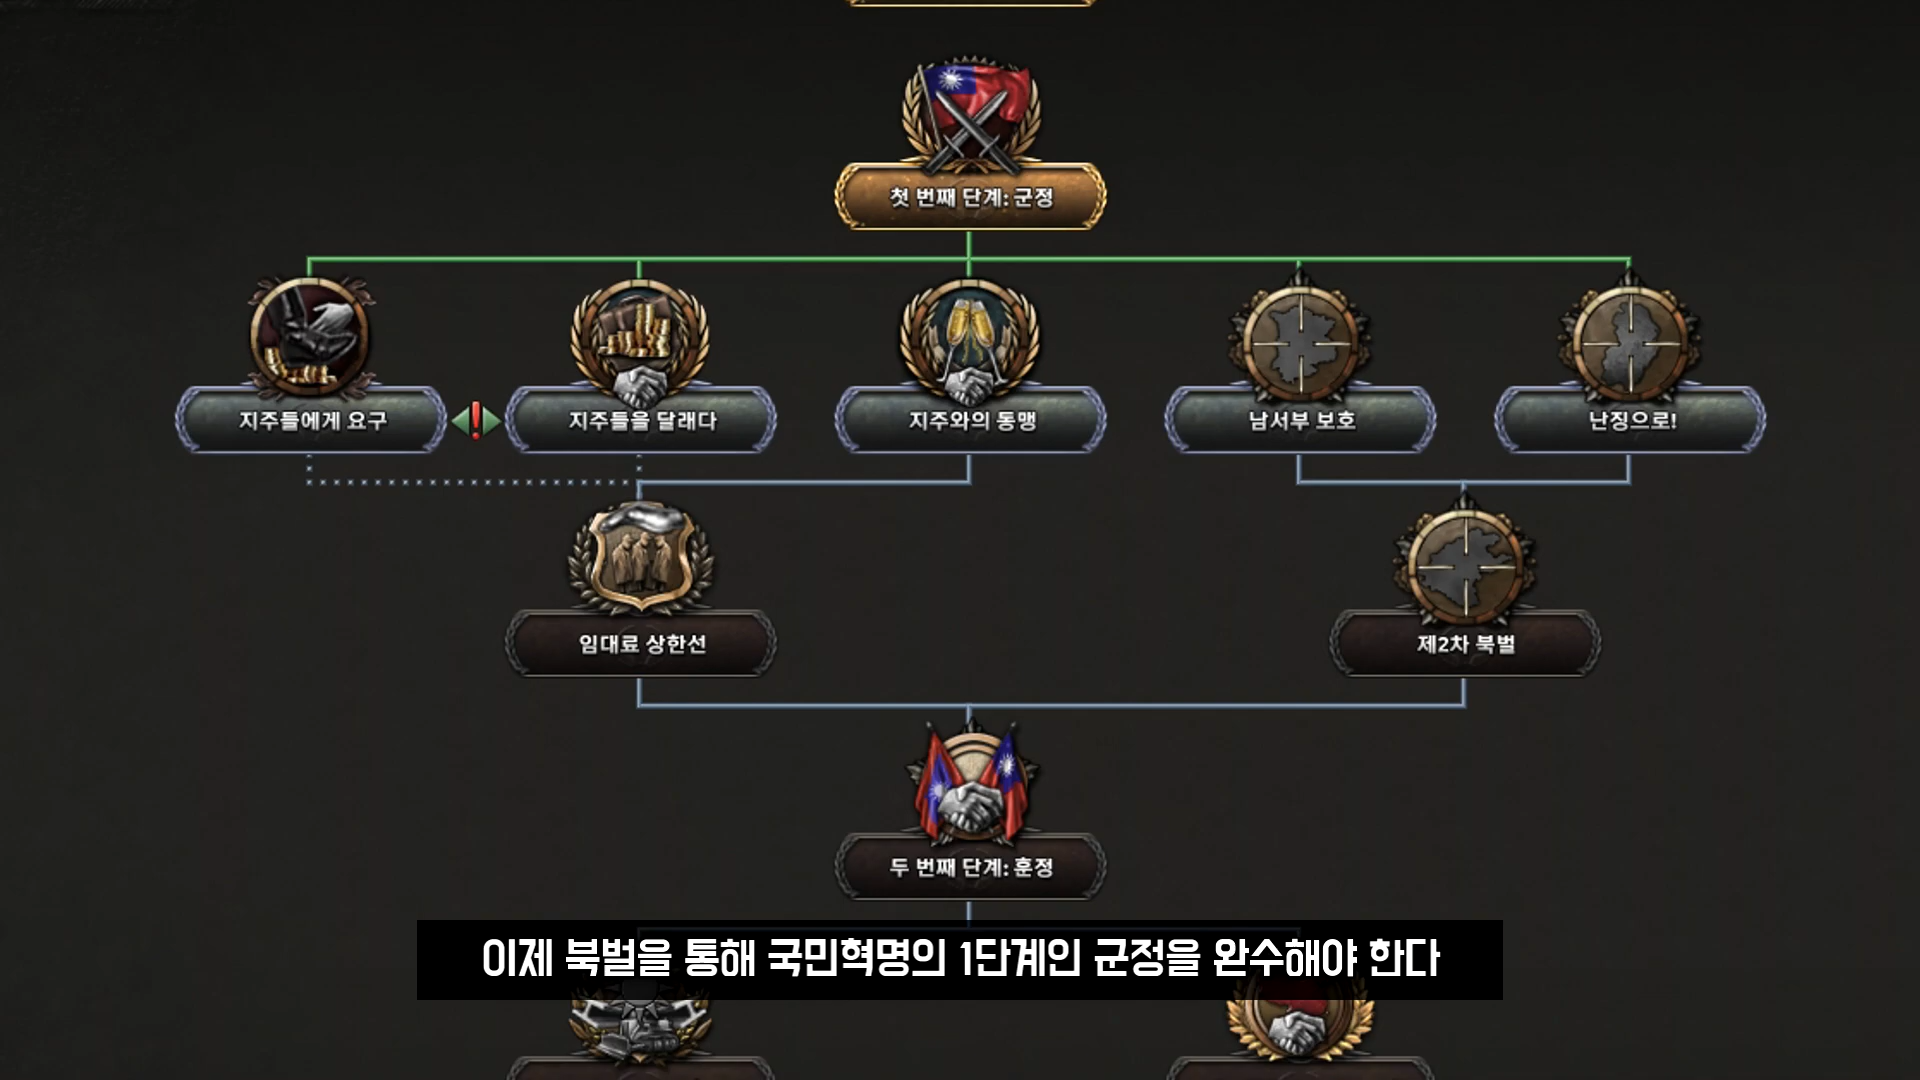 첫 번째 단계: 군정
지주들에게 요구
지주들을 달래다
지주와의 동맹
남서부 보호
난징으로!
임대료 상한선
제2차 북벌
두 번째 단계: 훈정
이제 북벌을 통해 국민혁명의 1단계인 군정을 완수해야 한다